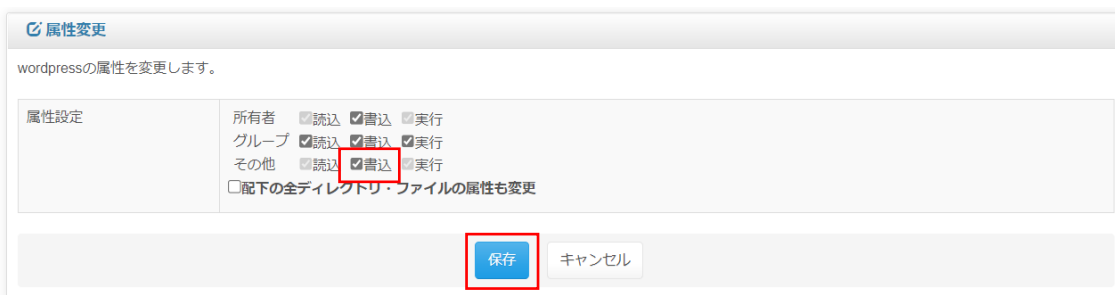 属性変更
wordpressの属性を変更します。
属性設定
所有者 読込 書込 実行
グループ 読込 書込 実行
その他 読込 書込 実行
配下の全ディレクトリ・ファイルの属性も変更
保存 キャンセル